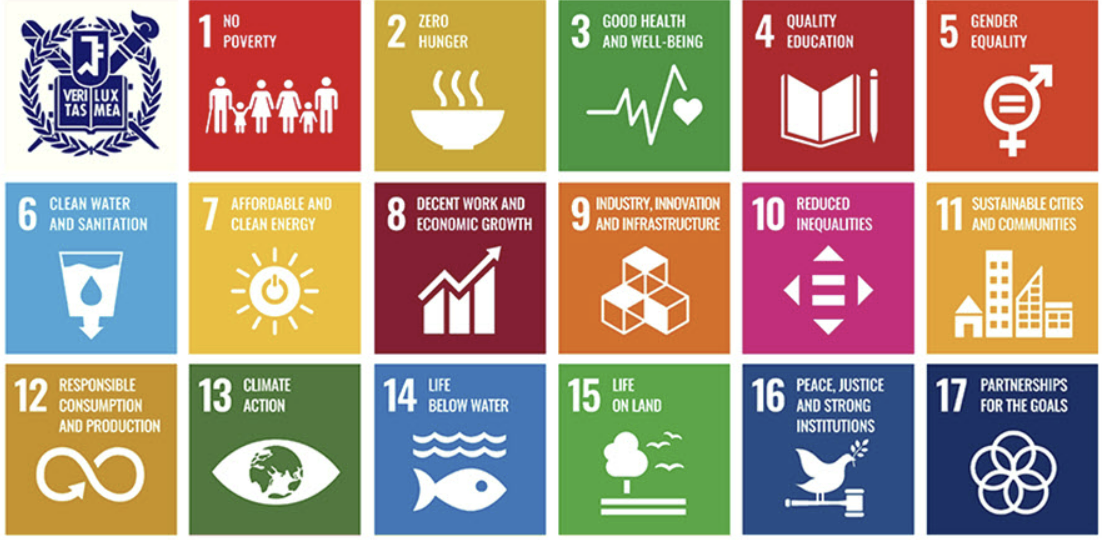 VERI LUX
TAS MEA
1 NO
POVERTY
2 ZERO
HUNGER
3 GOOD HEALTH
AND WELL-BEING
4 QUALITY
EDUCATION
5 GENDER
EQUALITY
6 CLEAN WATER
AND SANITATION
7 AFFORDABLE AND
CLEAN ENERGY
8 DECENT WORK AND
ECONOMIC GROWTH
9 INDUSTRY, INNOVATION
AND INFRASTRUCTURE
10 REDUCED
INEQUALITIES
11 SUSTAINABLE CITIES
AND COMMUNITIES
12 RESPONSIBLE
CONSUMPTION
AND PRODUCTION
13 CLIMATE
ACTION
14 LIFE
BELOW WATER
15 LIFE
ON LAND
16 PEACE, JUSTICE
AND STRONG
INSTITUTIONS
17 PARTNERSHIPS
FOR THE GOALS